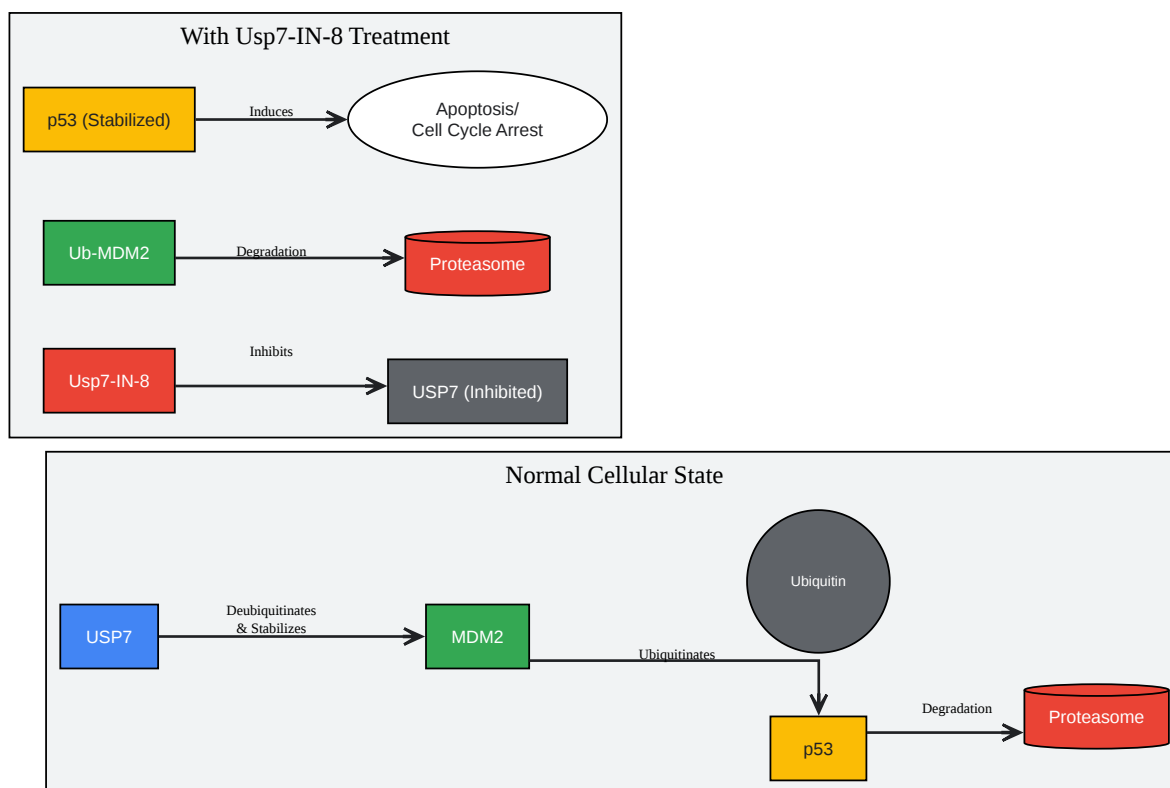 With Usp7-IN-8 Treatment
p53 (Stabilized)
Induces
Apoptosis/
Cell Cycle Arrest
Ub-MDM2
Degradation
Proteasome
Usp7-IN-8
Inhibits
USP7 (Inhibited)
Normal Cellular State
USP7
Deubiquitinates
& Stabilizes
MDM2
Ubiquitinates
Ubiquitin
p53
Degradation
Proteasome